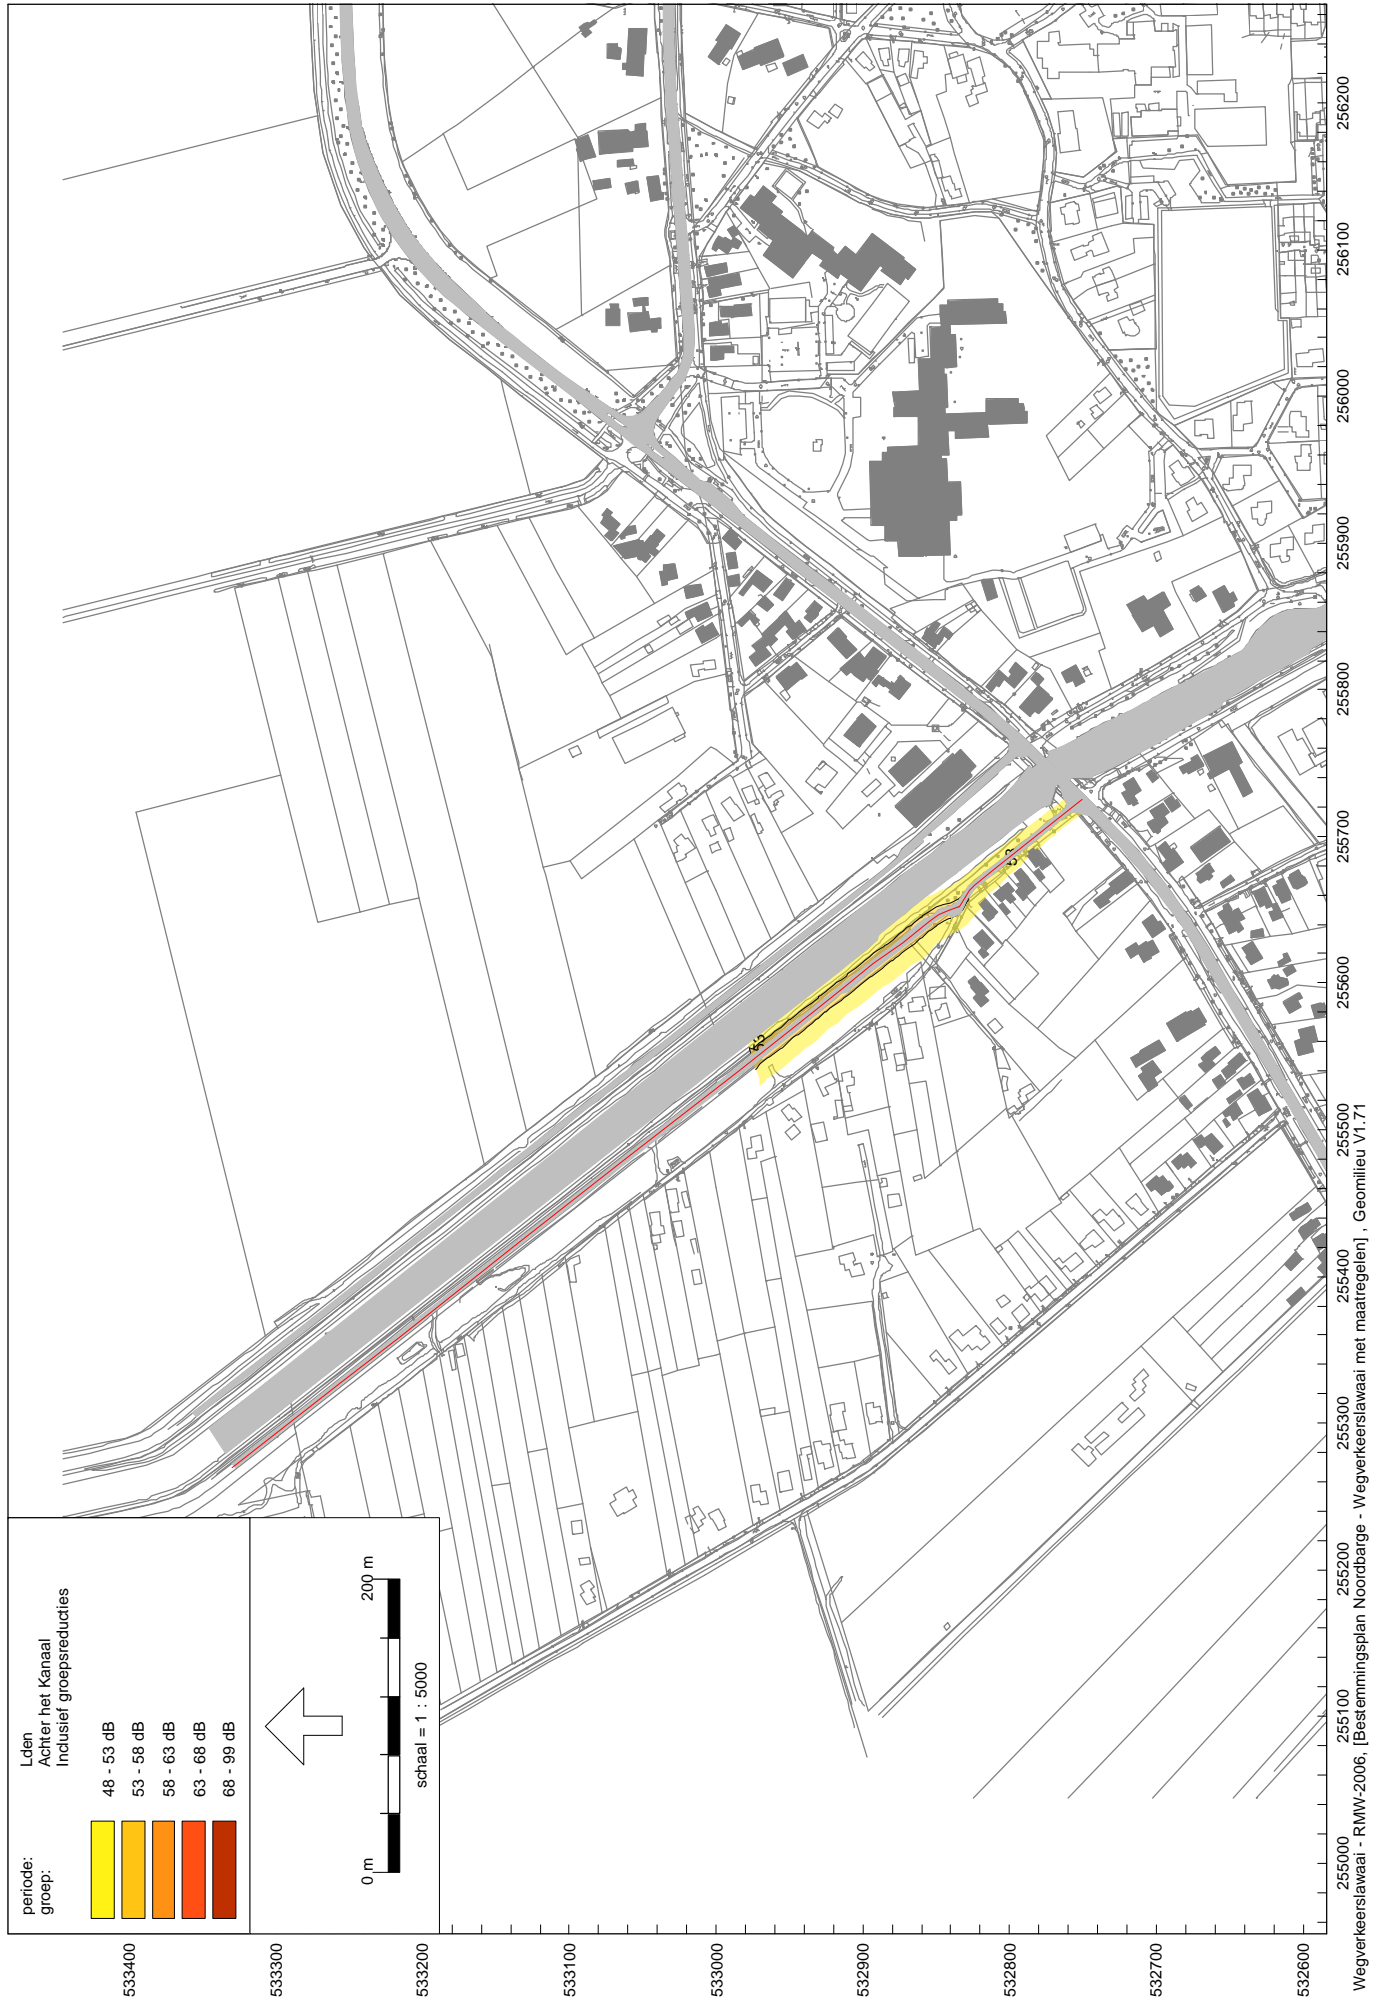 periode: Lden
groep: Achter het Kanaal
Inclusief groepsreducties
48 - 53 dB
53 - 58 dB
58 - 63 dB
63 - 68 dB
68 - 99 dB
0 m 200 m
schaal = 1 : 5000
533400
533300
533200
533100
533000
532900
532800
532700
532600
255000 255100 255200 255300 255400 255500 255600 255700 255800 255900 256000 256100 256200
Wegverkeerslawaai - RMW-2006, [Bestemmingsplan Noordbarge - Wegverkeerslawaai met maatregelen] , Geomilieu V1.71